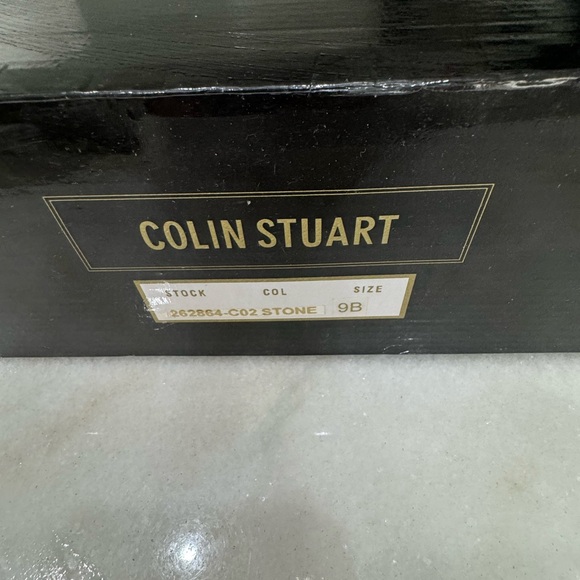 COLIN STUART
STOCK COL SIZE
262864-C02 STONE 9B